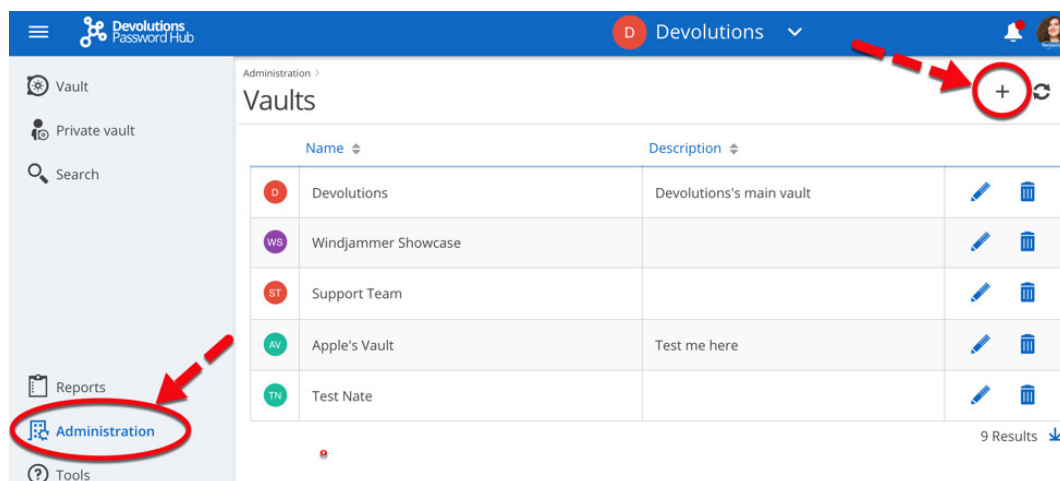 Devolutions
Password Hub
D Devolutions
Vault
Private vault
Search
Reports
Administration
Tools
Administration >
Vaults
+
Name Description
D Devolutions Devolutions's main vault
WS Windjammer Showcase
ST Support Team
AV Apple's Vault Test me here
TN Test Nate
9 Results